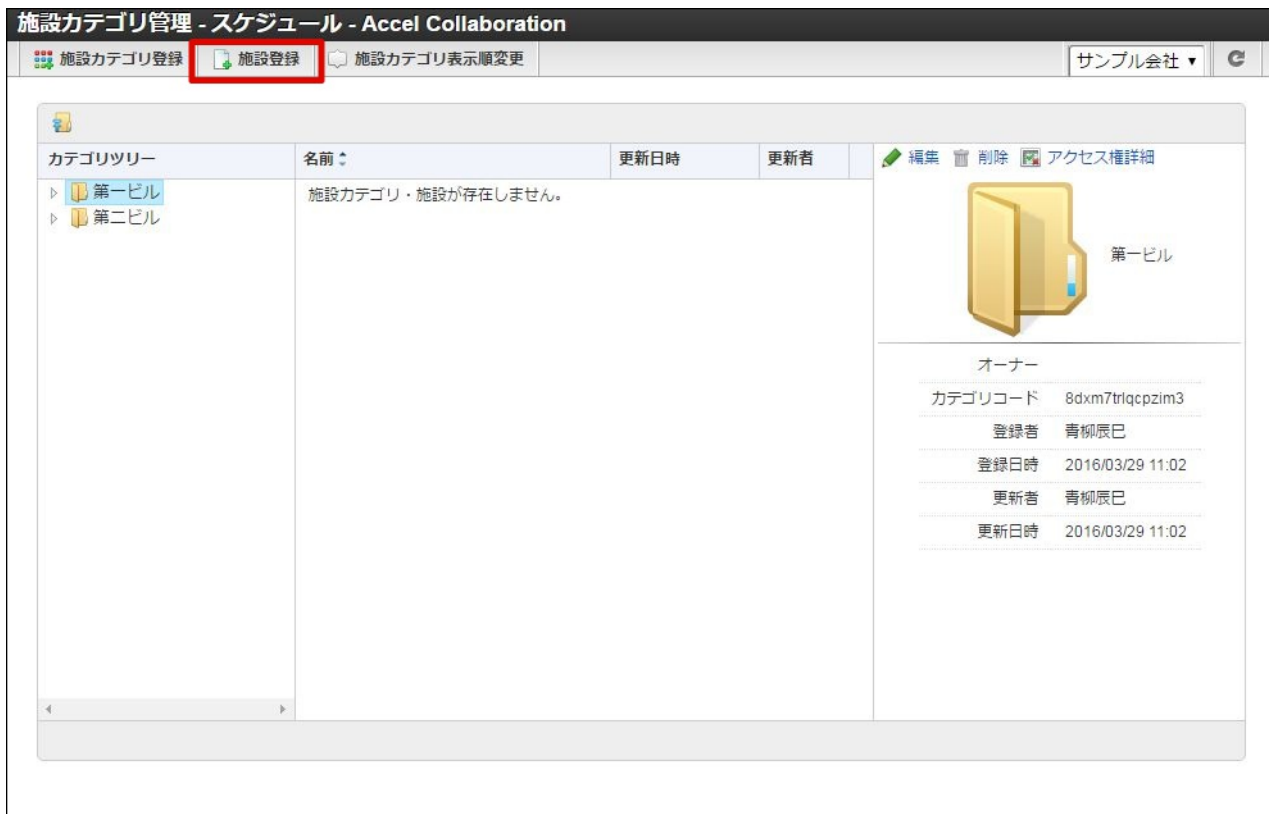 施設カテゴリ管理 - スケジュール - Accel Collaboration
施設カテゴリ登録 施設登録 施設カテゴリ表示順変更 サンプル会社
カテゴリツリー 名前 更新日時 更新者 編集 削除 アクセス権詳細
第一ビル 施設カテゴリ・施設が存在しません。
第二ビル
第一ビル
オーナー
カテゴリコード 8dxm7trlqcpzim3
登録者 青柳辰巳
登録日時 2016/03/29 11:02
更新者 青柳辰巳
更新日時 2016/03/29 11:02